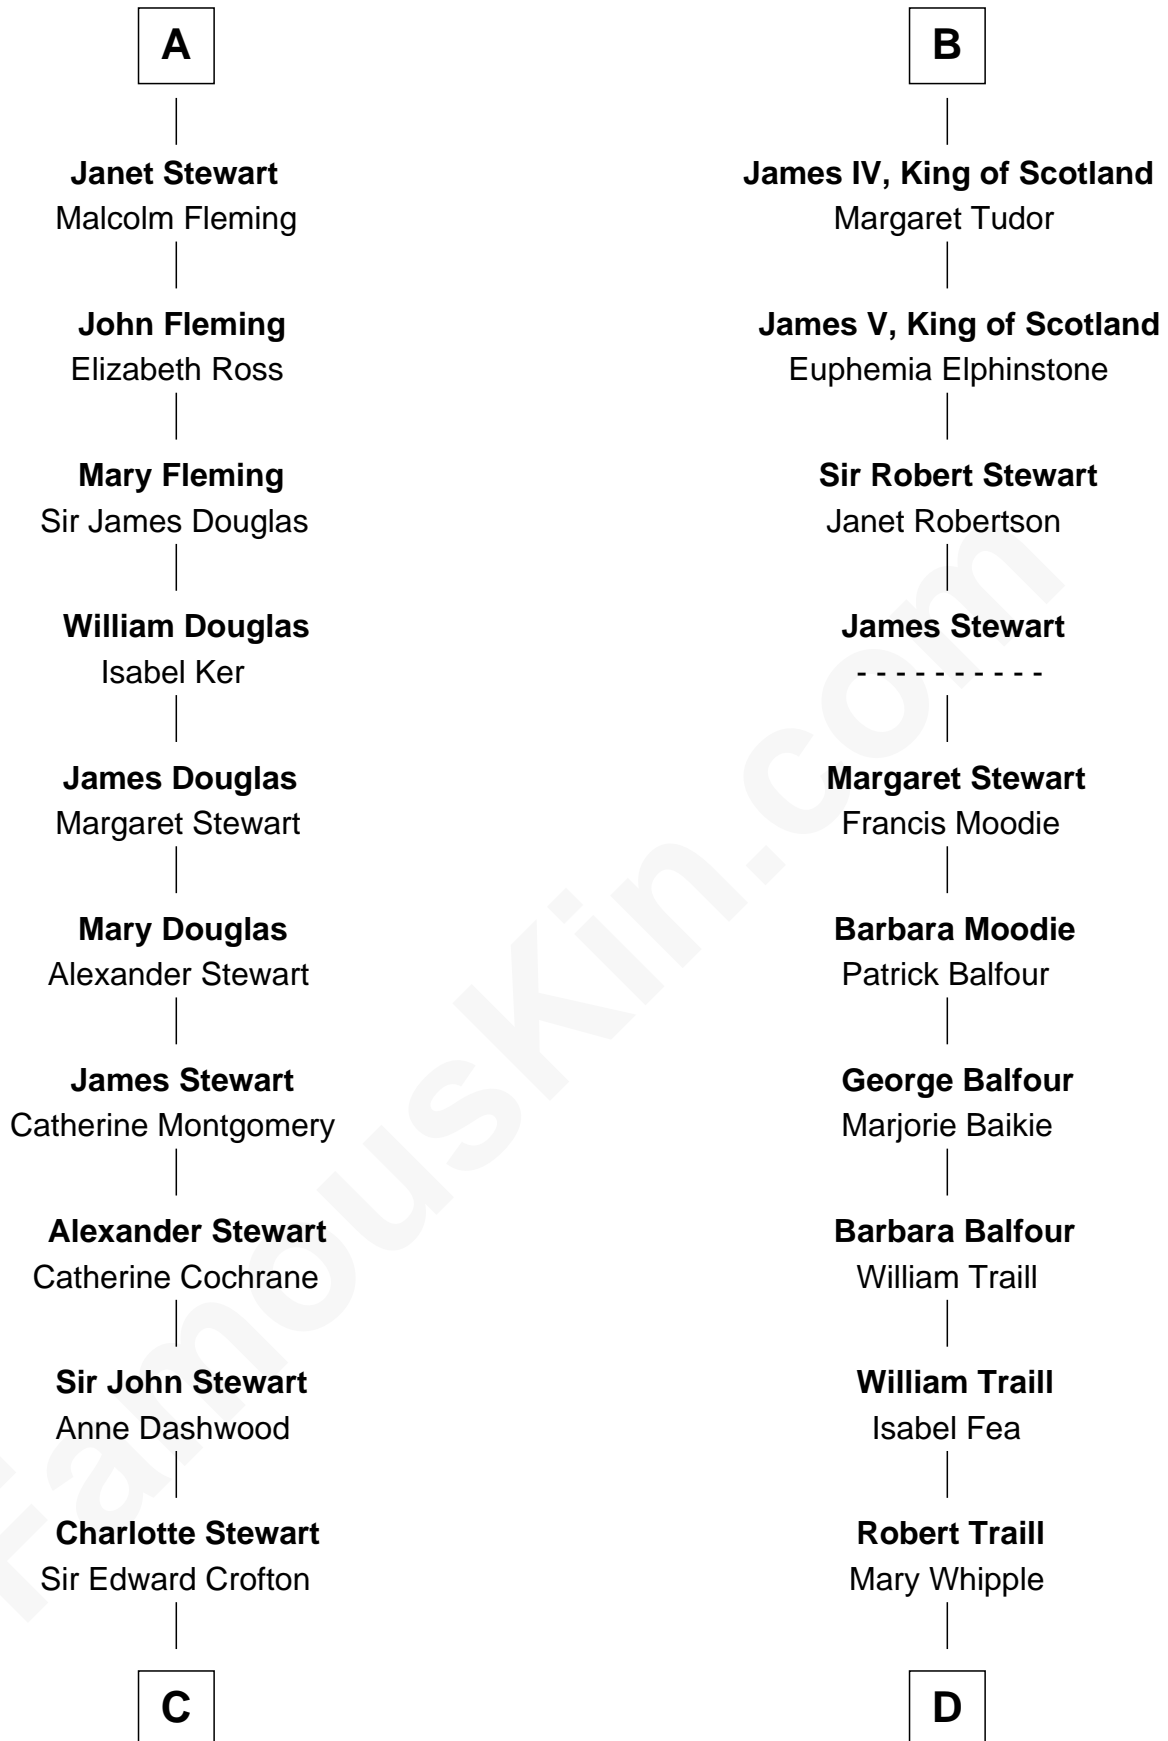 A
Janet Stewart
Malcolm Fleming
John Fleming
Elizabeth Ross
Mary Fleming
Sir James Douglas
William Douglas
Isabel Ker
James Douglas
Margaret Stewart
Mary Douglas
Alexander Stewart
James Stewart
Catherine Montgomery
Alexander Stewart
Catherine Cochrane
Sir John Stewart
Anne Dashwood
Charlotte Stewart
Sir Edward Crofton
C
B
James IV, King of Scotland
Margaret Tudor
James V, King of Scotland
Euphemia Elphinstone
Sir Robert Stewart
Janet Robertson
James Stewart
- - - - - - - - - -
Margaret Stewart
Francis Moodie
Barbara Moodie
Patrick Balfour
George Balfour
Marjorie Baikie
Barbara Balfour
William Traill
William Traill
Isabel Fea
Robert Traill
Mary Whipple
D
FamousKin.com